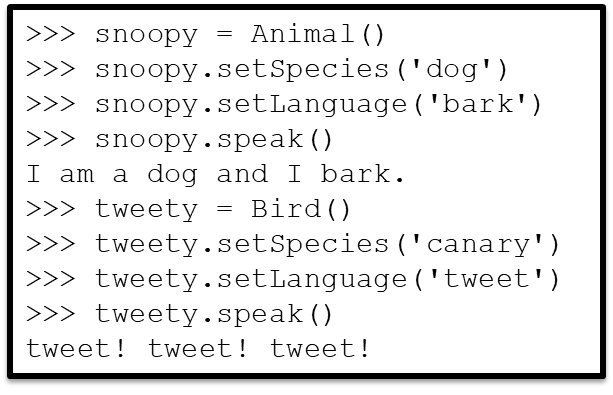 >>> snoopy = Animal()
>>> snoopy.setSpecies('dog')
>>> snoopy.setLanguage('bark')
>>> snoopy.speak()
I am a dog and I bark.
>>> tweety = Bird()
>>> tweety.setSpecies('canary')
>>> tweety.setLanguage('tweet')
>>> tweety.speak()
tweet! tweet! tweet!